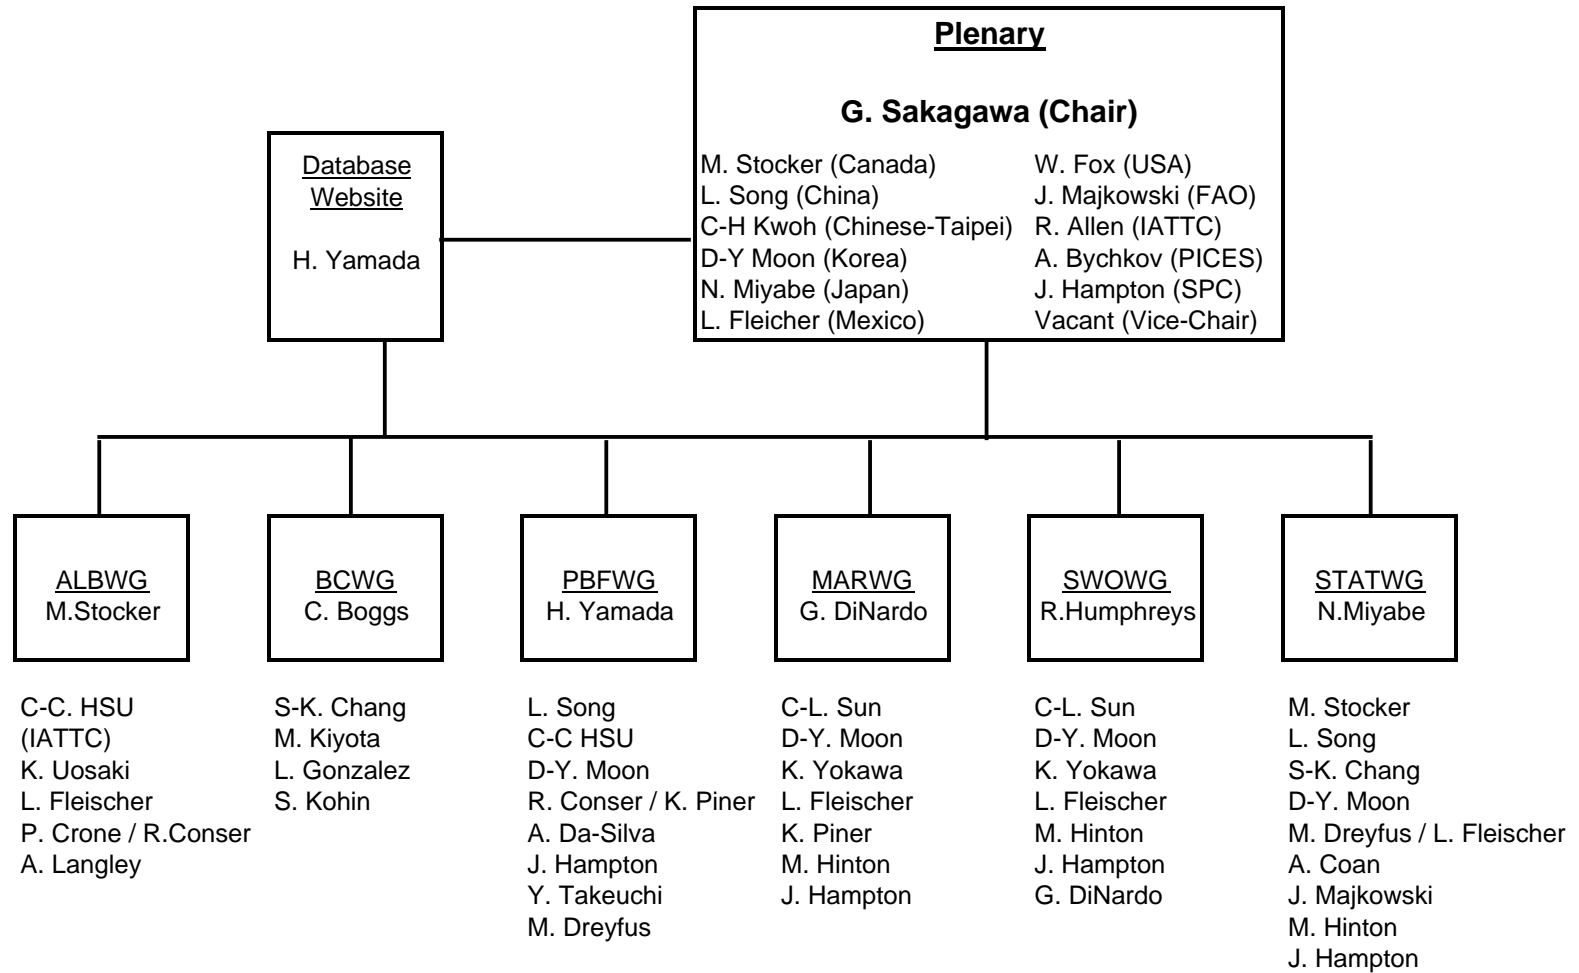 Plenary
G. Sakagawa (Chair)
M. Stocker (Canada)
L. Song (China)
C-H Kwoh (Chinese-Taipei)
D-Y Moon (Korea)
N. Miyabe (Japan)
L. Fleicher (Mexico)
W. Fox (USA)
J. Majkowski (FAO)
R. Allen (IATTC)
A. Bychkov (PICES)
J. Hampton (SPC)
Vacant (Vice-Chair)
Database
Website
H. Yamada
ALBWG
M.Stocker
C-C. HSU
(IATTC)
K. Uosaki
L. Fleischer
P. Crone / R.Conser
A. Langley
BCWG
C. Boggs
S-K. Chang
M. Kiyota
L. Gonzalez
S. Kohin
PBFWG
H. Yamada
L. Song
C-C HSU
D-Y. Moon
R. Conser / K. Piner
A. Da-Silva
J. Hampton
Y. Takeuchi
M. Dreyfus
MARWG
G. DiNardo
C-L. Sun
D-Y. Moon
K. Yokawa
L. Fleischer
K. Piner
M. Hinton
J. Hampton
SWOWG
R.Humphreys
C-L. Sun
D-Y. Moon
K. Yokawa
L. Fleischer
M. Hinton
J. Hampton
G. DiNardo
STATWG
N.Miyabe
M. Stocker
L. Song
S-K. Chang
D-Y. Moon
M. Dreyfus / L. Fleischer
A. Coan
J. Majkowski
M. Hinton
J. Hampton